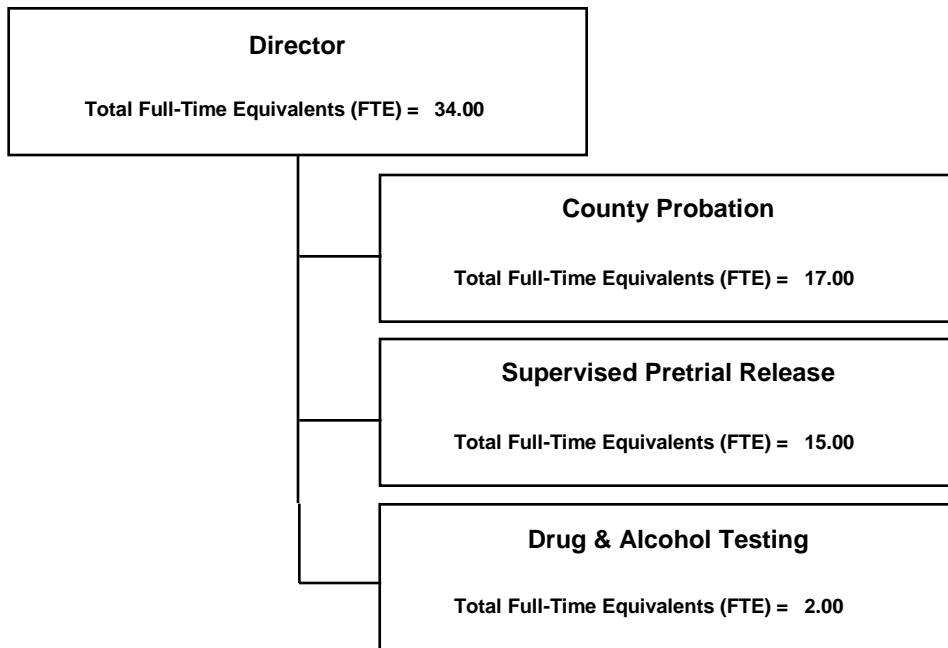 Director
Total Full-Time Equivalents (FTE) = 34.00
County Probation
Total Full-Time Equivalents (FTE) = 17.00
Supervised Pretrial Release
Total Full-Time Equivalents (FTE) = 15.00
Drug & Alcohol Testing
Total Full-Time Equivalents (FTE) = 2.00